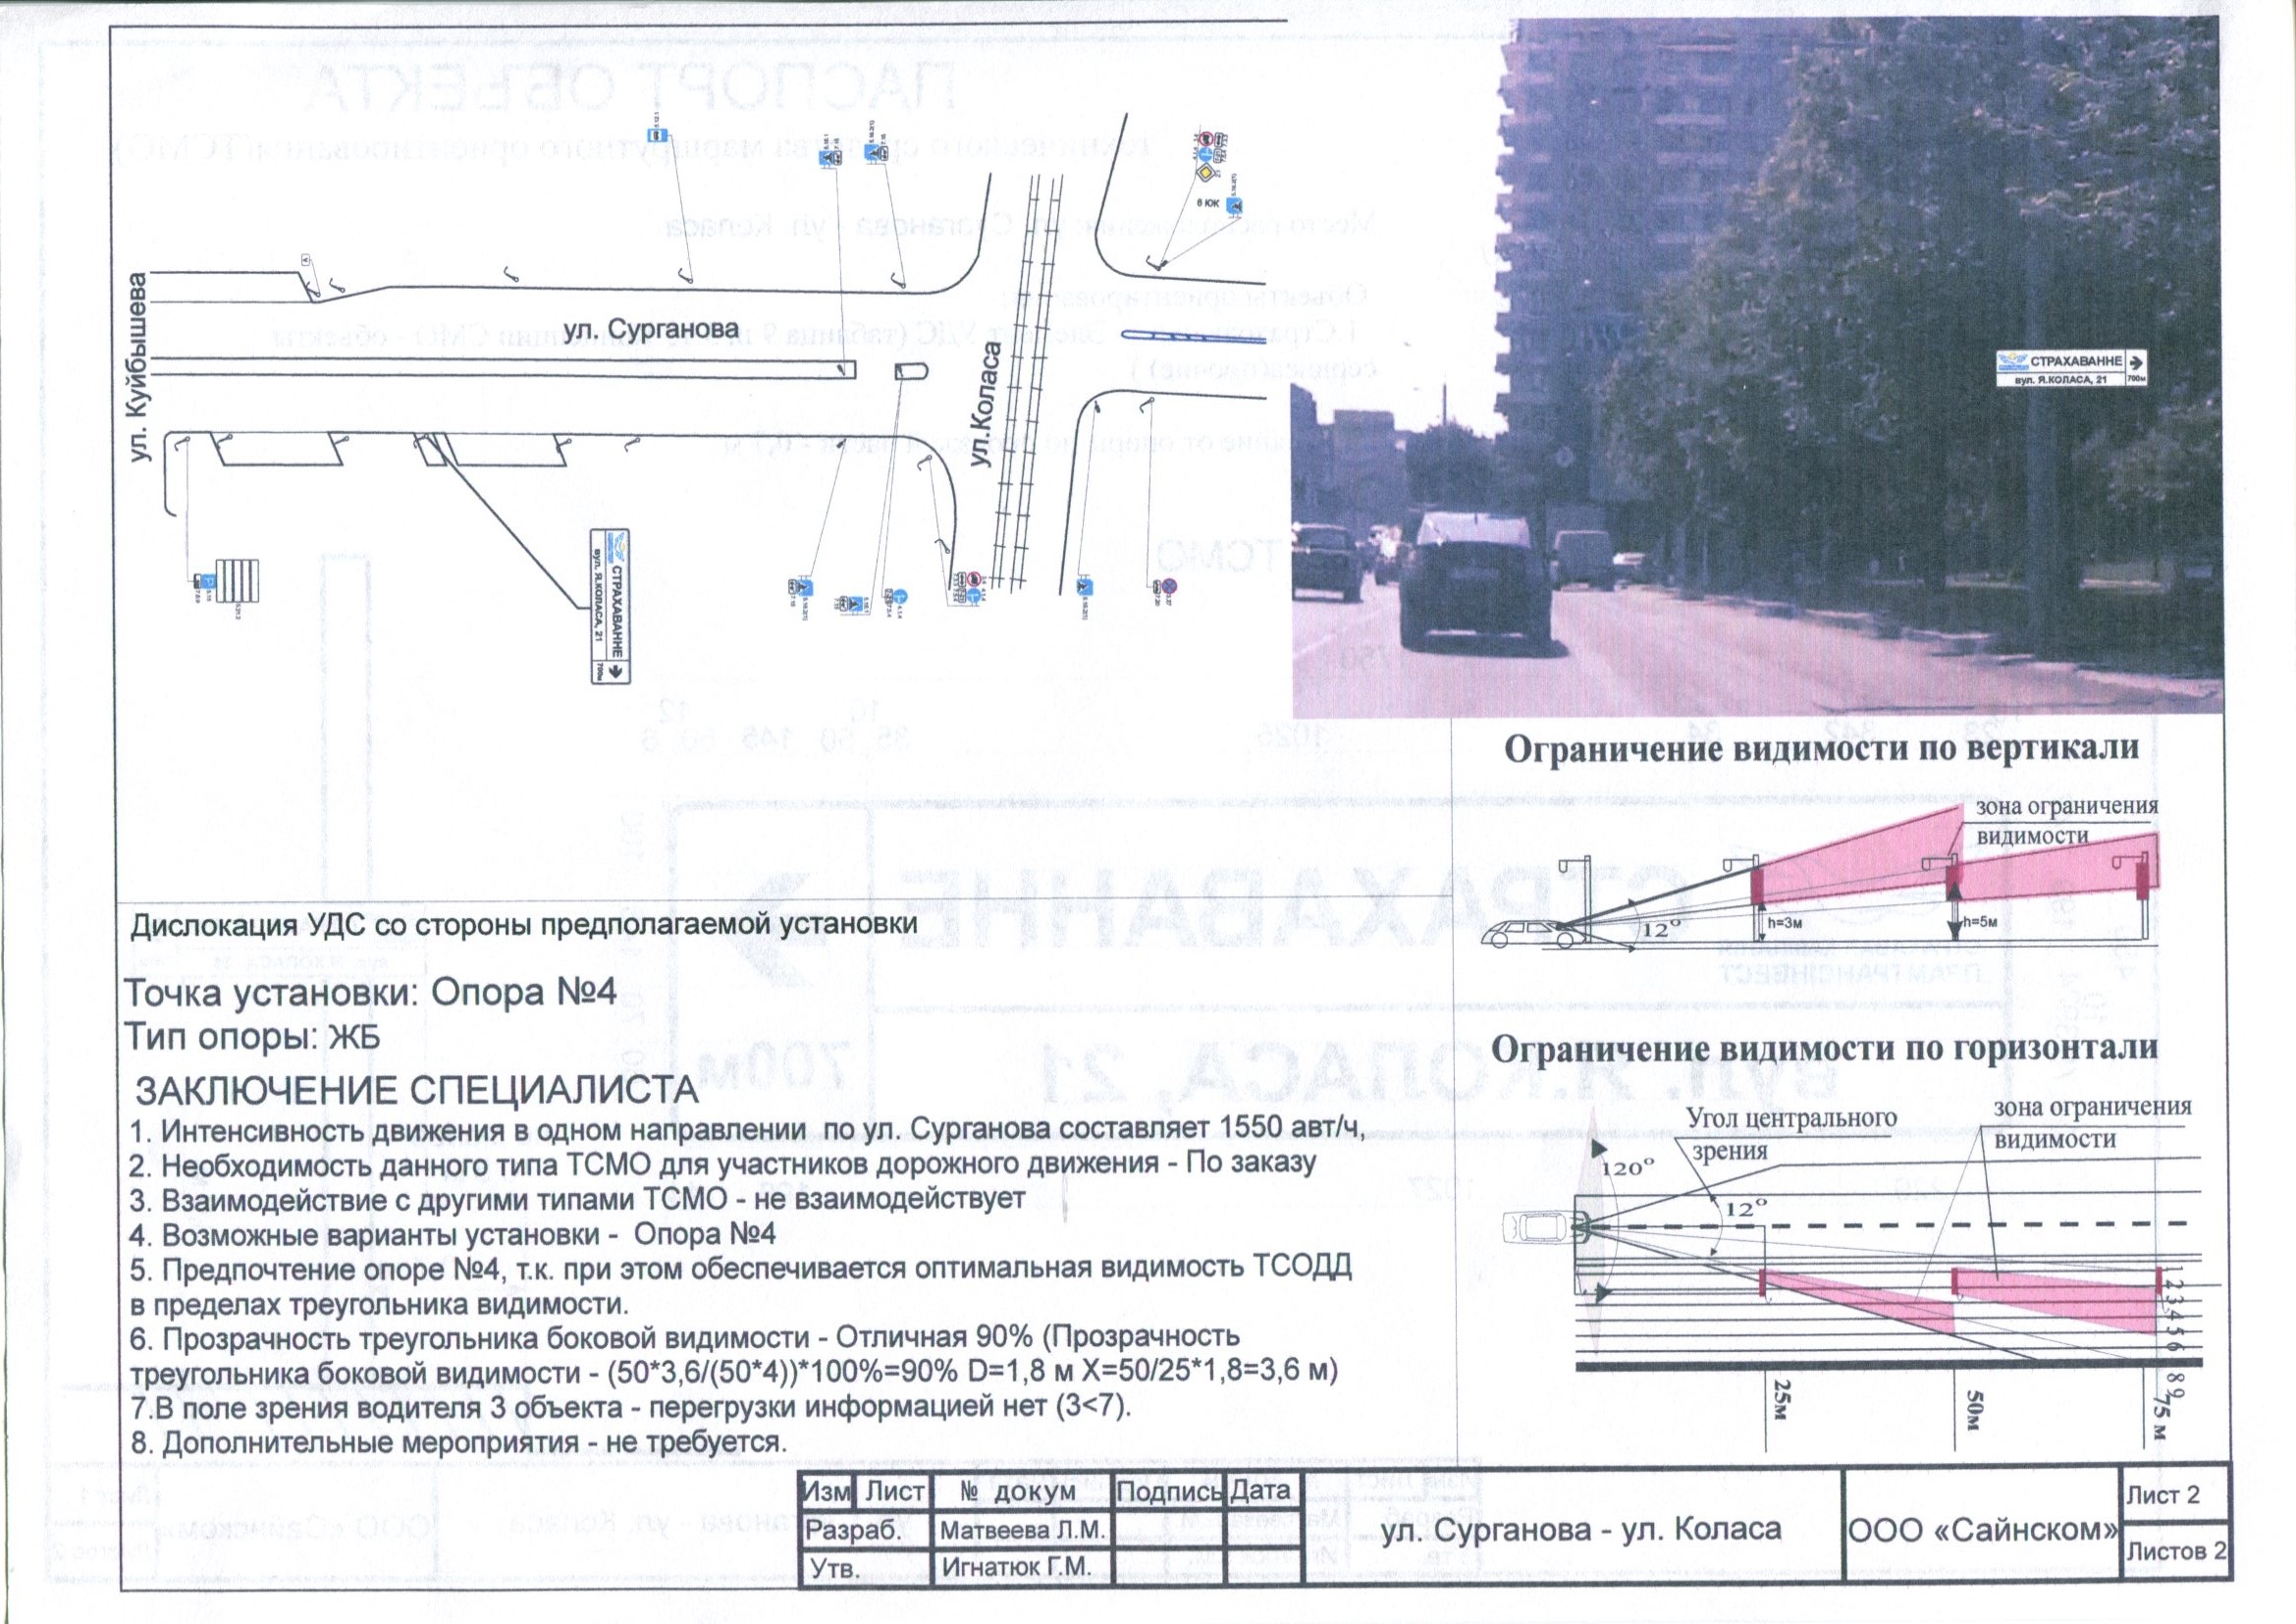 ул. Куйбышева
ул. Сурганова
ул.Коласа
6 ЮК
СТРАХАВАННЕ
вул. Я.КОЛАСА, 21
700м
СТРАХАВАННЕ
вул. Я.КОЛАСА, 21
700м
Ограничение видимости по вертикали
зона ограничения
видимости
12°
h=3м
h=5м
Дислокация УДС со стороны предполагаемой установки
Точка установки: Опора №4
Тип опоры: ЖБ
ЗАКЛЮЧЕНИЕ СПЕЦИАЛИСТА
1. Интенсивность движения в одном направлении по ул. Сурганова составляет 1550 авт/ч.
2. Необходимость данного типа ТСМО для участников дорожного движения - По заказу
3. Взаимодействие с другими типами ТСМО - не взаимодействует
4. Возможные варианты установки - Опора №4
5. Предпочтение опоре №4, т.к. при этом обеспечивается оптимальная видимость ТСОДД
в пределах треугольника видимости.
6. Прозрачность треугольника боковой видимости - Отличная 90% (Прозрачность
треугольника боковой видимости - (50*3,6/(50*4))*100%=90% D=1,8 м X=50/25*1,8=3,6 м)
7.В поле зрения водителя 3 объекта - перегрузки информацией нет (3<7).
8. Дополнительные мероприятия - не требуется.
Ограничение видимости по горизонтали
Угол центрального
зрения
зона ограничения
видимости
120°
12°
1 2 3 4 5 6 8 9
25м
50м
75 м
Изм Лист № докум Подпись Дата
Разраб. Матвеева Л.М.
Утв. Игнатюк Г.М.
ул. Сурганова - ул. Коласа
ООО «Сайнском»
Лист 2
Листов 2